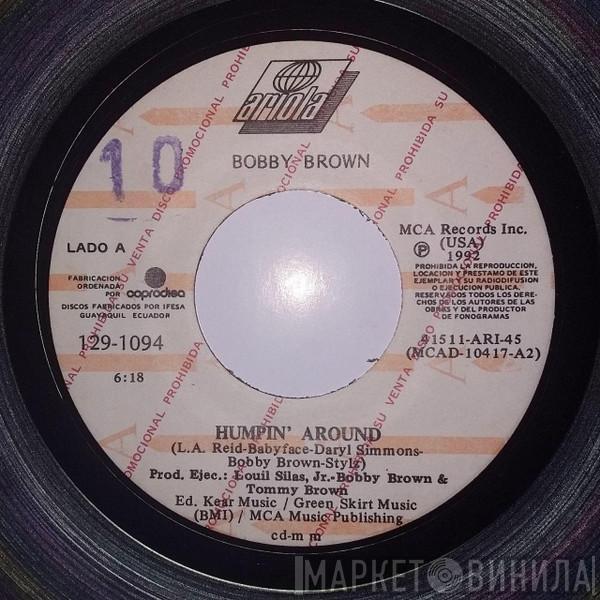 ariola
BOBBY BROWN
10
LADO A
FABRICACION
ORDENADA
POR coprodisa
DISCOS FABRICADOS POR IFESA
GUAYAQUIL ECUADOR
129-1094
6:18
MCA Records Inc.
(USA)
Ⓟ 1992
PROHIBIDA LA REPRODUCCION,
LOCACION Y PRESTAMO DE ESTE
EJEMPLAR Y SU RADIODIFUSION
O EJECUCION PUBLICA.
RESERVADOS TODOS LOS DERE-
CHOS DE LOS AUTORES DE LAS
OBRAS Y DEL PRODUCTOR
DE FONOGRAMAS
41511-ARI-45
(MCAD-10417-A2)
HUMPIN' AROUND
(L.A. Reid-Babyface-Daryl Simmons-
Bobby Brown-Stylz)
Prod. Ejec.: Louil Silas, Jr.-Bobby Brown &
Tommy Brown
Ed. Kear Music / Green Skirt Music
(BMI) / MCA Music Publishing
cd-m m
DISCO PROMOCIONAL PROHIBIDA SU VENTA
МАРКЕТ ВИНИЛА